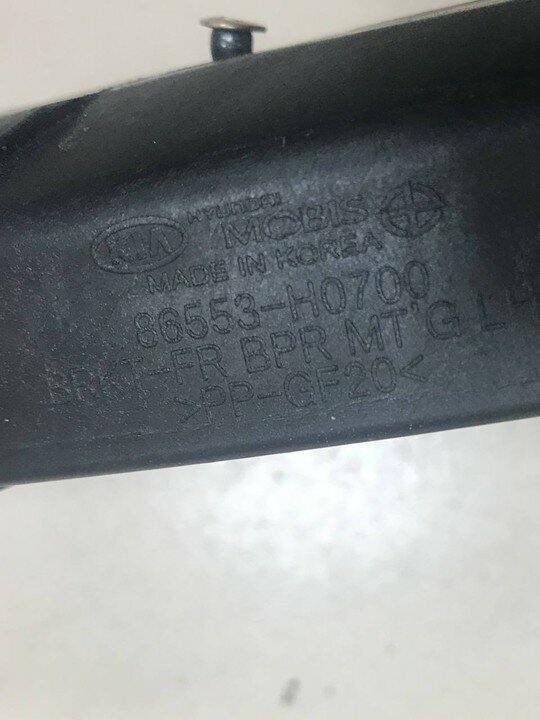 HYUNDAI
KIA MOBIS
MADE IN KOREA
86553-H0700
BRKT-FR BPR MT'G L
>PP-GF20<